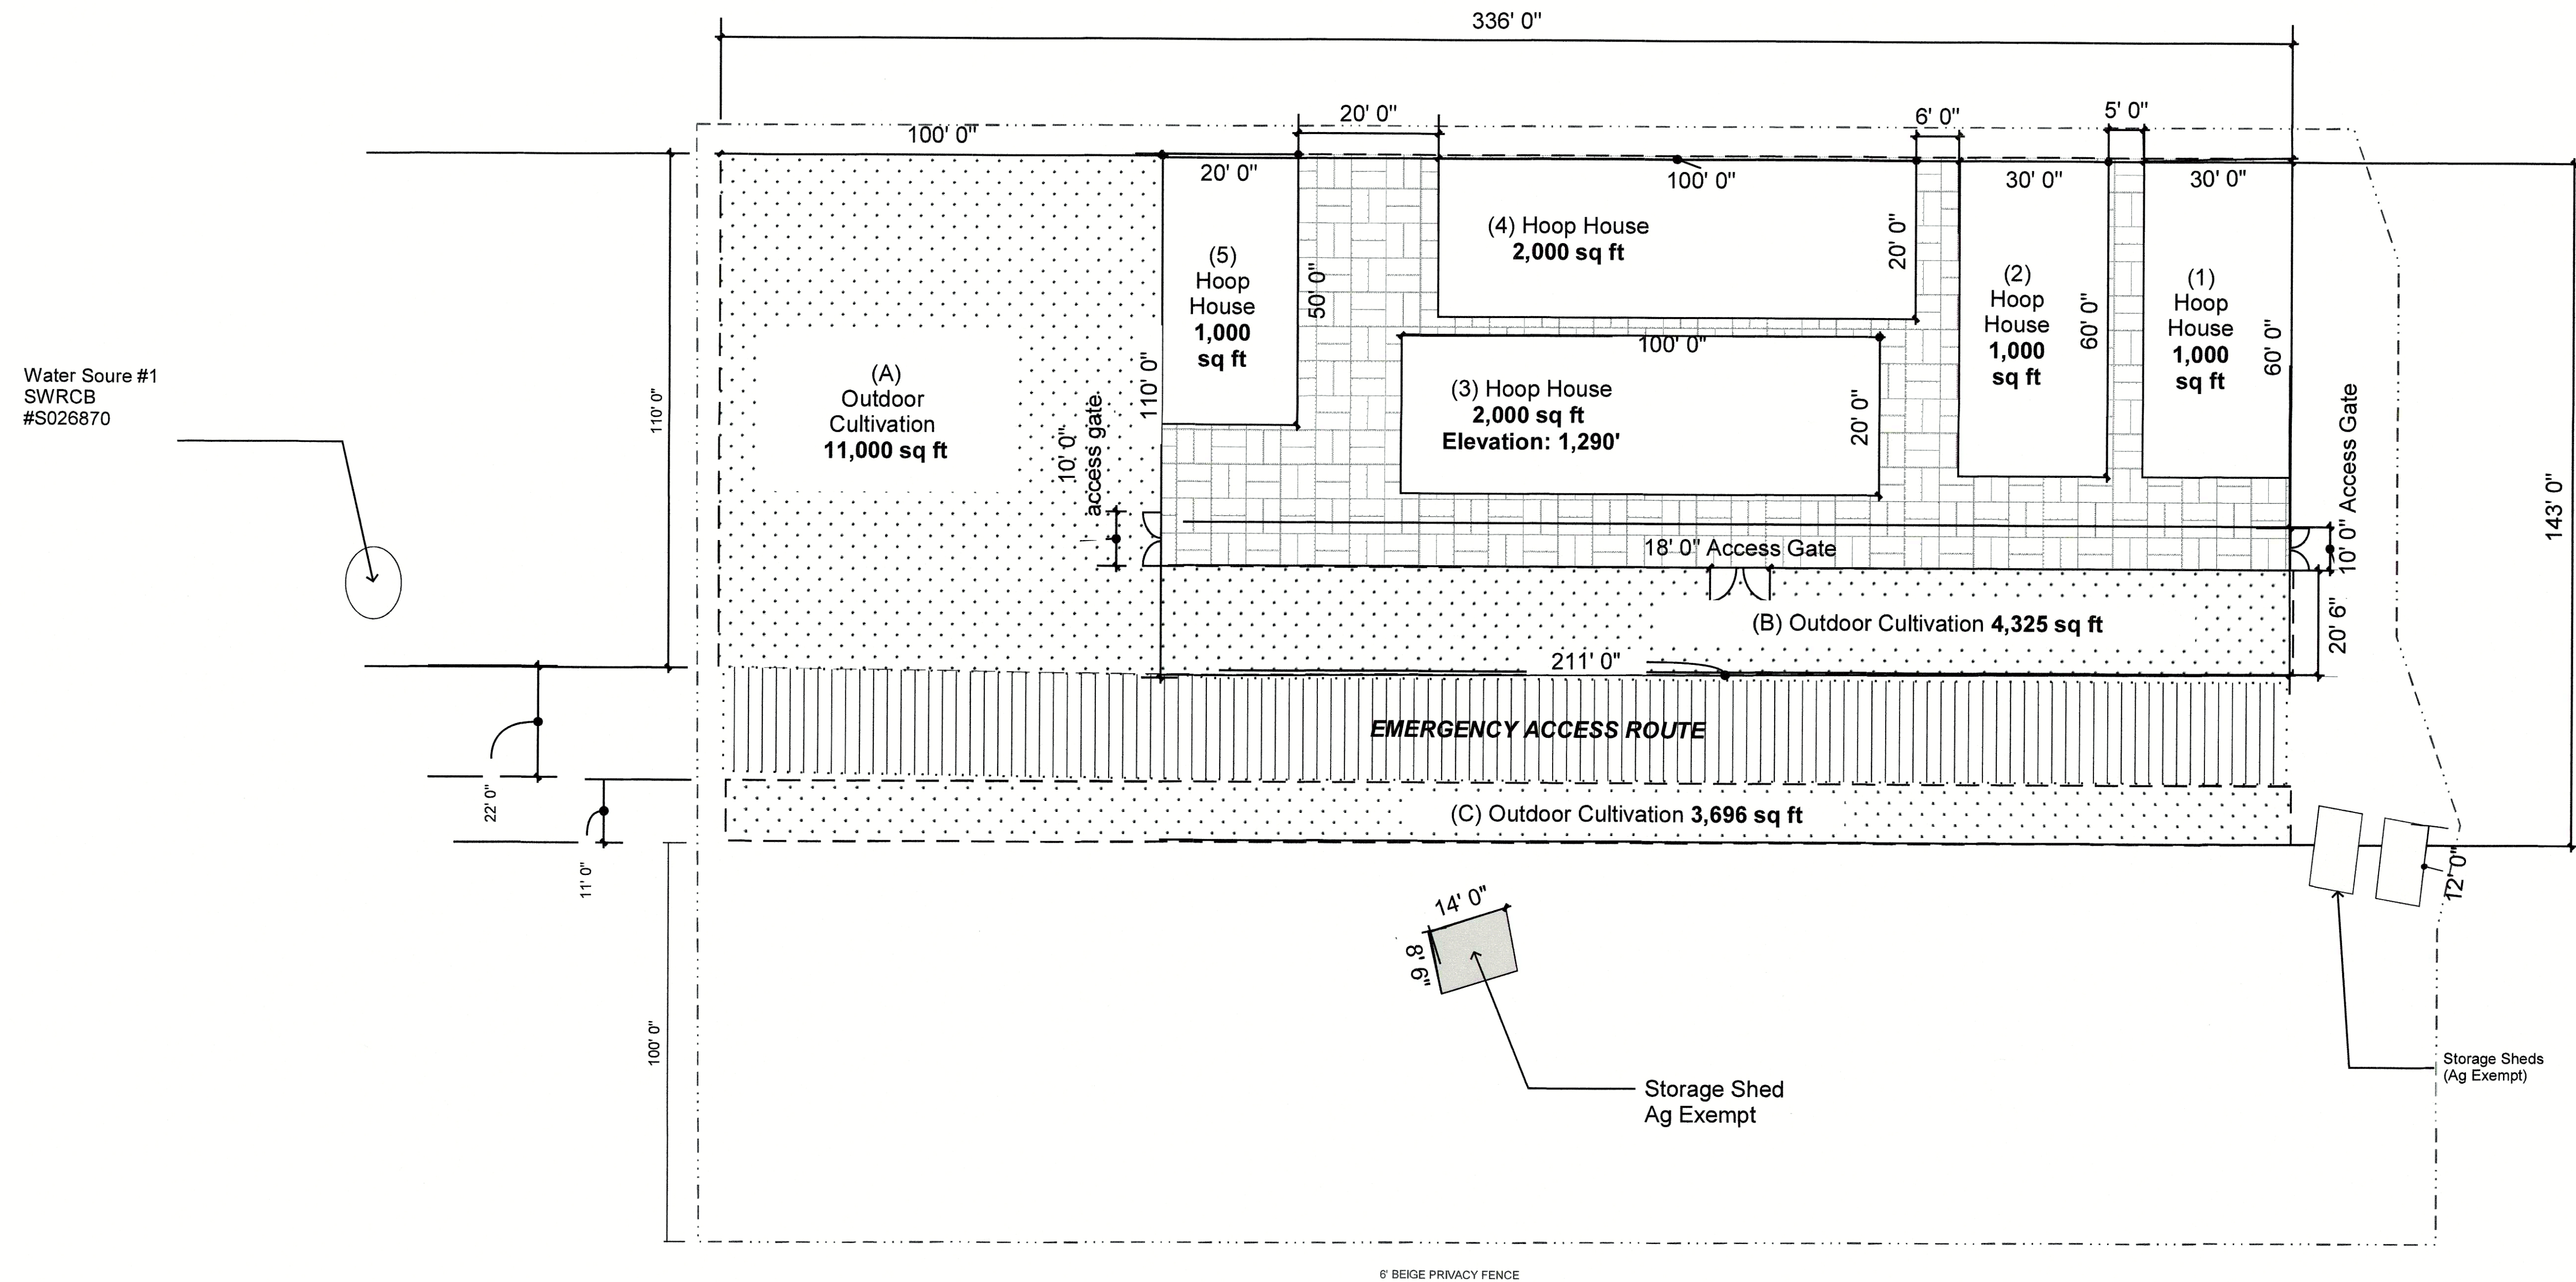 336' 0"
20' 0"
6' 0"
5' 0"
100' 0"
20' 0"
100' 0"
30' 0"
30' 0"
(4) Hoop House
2,000 sq ft
20' 0"
(5)
Hoop
House
1,000
sq ft
50' 0"
(2)
Hoop
House
1,000
sq ft
60' 0"
(1)
Hoop
House
1,000
sq ft
60' 0"
100' 0"
(3) Hoop House
2,000 sq ft
Elevation: 1,290'
20' 0"
Water Soure #1
SWRCB
#S026870
110' 0"
(A)
Outdoor
Cultivation
11,000 sq ft
10' 0"
access gate
110' 0"
10' 0" Access Gate
143' 0"
18' 0" Access Gate
(B) Outdoor Cultivation 4,325 sq ft
20' 6"
211' 0"
EMERGENCY ACCESS ROUTE
22' 0"
(C) Outdoor Cultivation 3,696 sq ft
11' 0"
12' 0"
14' 0"
8' 6"
100' 0"
Storage Sheds
(Ag Exempt)
Storage Shed
Ag Exempt
6' BEIGE PRIVACY FENCE